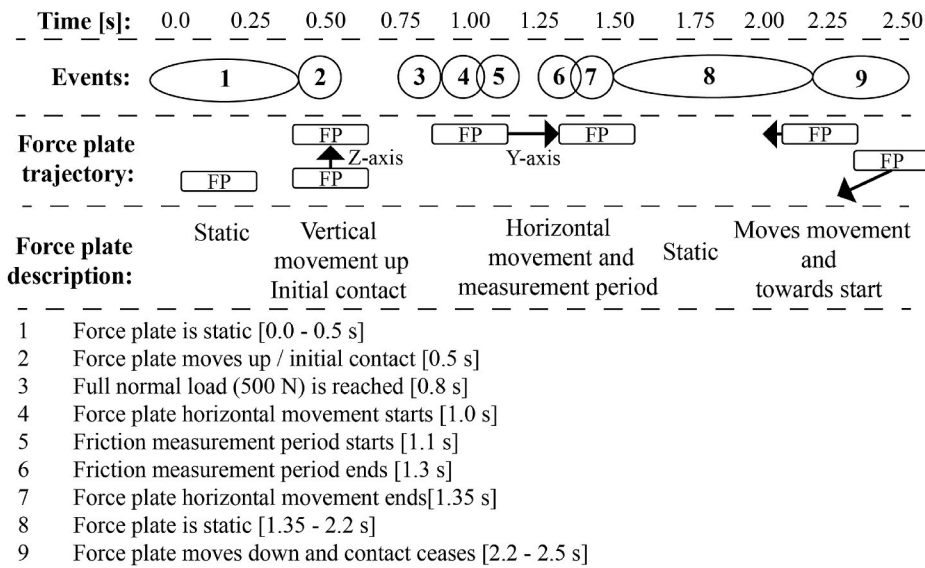 Time [s]: 0.0 0.25 0.50 0.75 1.00 1.25 1.50 1.75 2.00 2.25 2.50
Events: 1 2 3 4 5 6 7 8 9
Force plate trajectory:
FP FP FP FP
Z-axis Y-axis
FP FP FP
Force plate description:
Static
Vertical
movement up
Initial contact
Horizontal
movement and
measurement period
Static
Moves movement
and
towards start
1 Force plate is static [0.0 - 0.5 s]
2 Force plate moves up / initial contact [0.5 s]
3 Full normal load (500 N) is reached [0.8 s]
4 Force plate horizontal movement starts [1.0 s]
5 Friction measurement period starts [1.1 s]
6 Friction measurement period ends [1.3 s]
7 Force plate horizontal movement ends[1.35 s]
8 Force plate is static [1.35 - 2.2 s]
9 Force plate moves down and contact ceases [2.2 - 2.5 s]